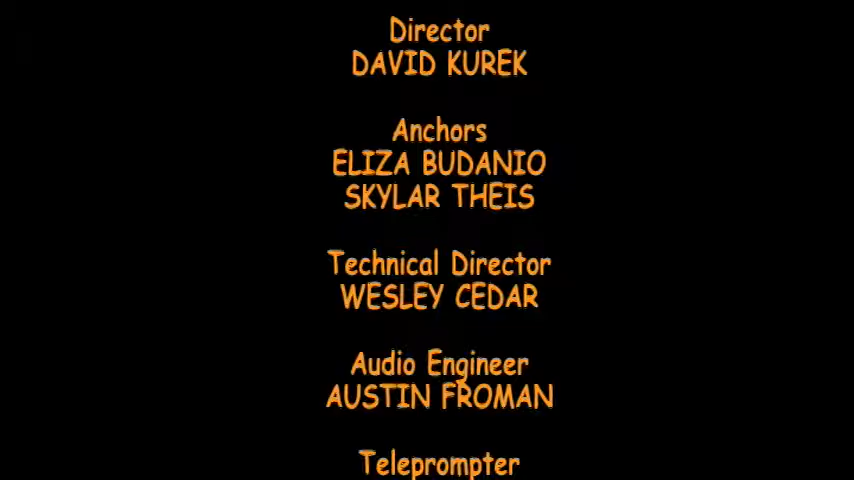 Director
DAVID KUREK
Anchors
ELIZA BUDANIO
SKYLAR THEIS
Technical Director
WESLEY CEDAR
Audio Engineer
AUSTIN FROMAN
Teleprompter